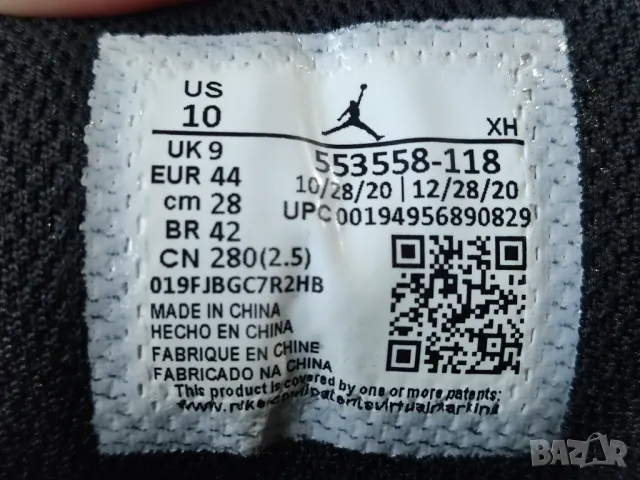 US
10
XH
UK 9
553558-118
EUR 44
10/28/20 | 12/28/20
cm 28
UPC 00194956890829
BR 42
CN 280(2.5)
019FJBGC7R2HB
MADE IN CHINA
HECHO EN CHINA
FABRIQUE EN CHINE
FABRICADO NA CHINA
This product is covered by one or more patents:
BAZAR
bg